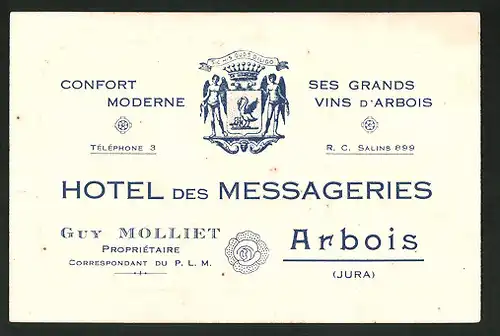 CONFORT
MODERNE
TÉLÉPHONE 3
SES GRANDS
VINS D'ARBOIS
R. C. SALINS 899
HOTEL DES MESSAGERIES
GUY MOLLIET
PROPRIÉTAIRE
CORRESPONDANT DU P. L. M.
Arbois
(JURA)